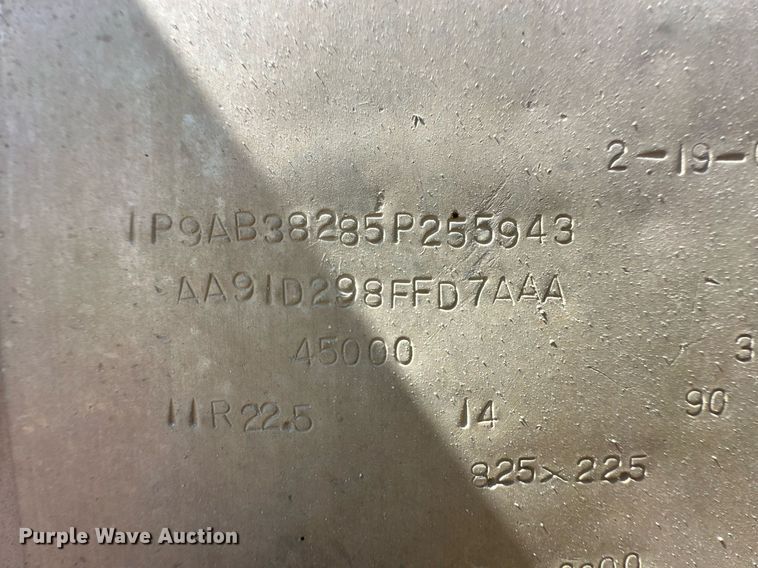 2-19-
1P9AB38285P255943
AA91D298FFD7AAA
45000 3
11R22.5 14 90
8.25x22.5
Purple Wave Auction®